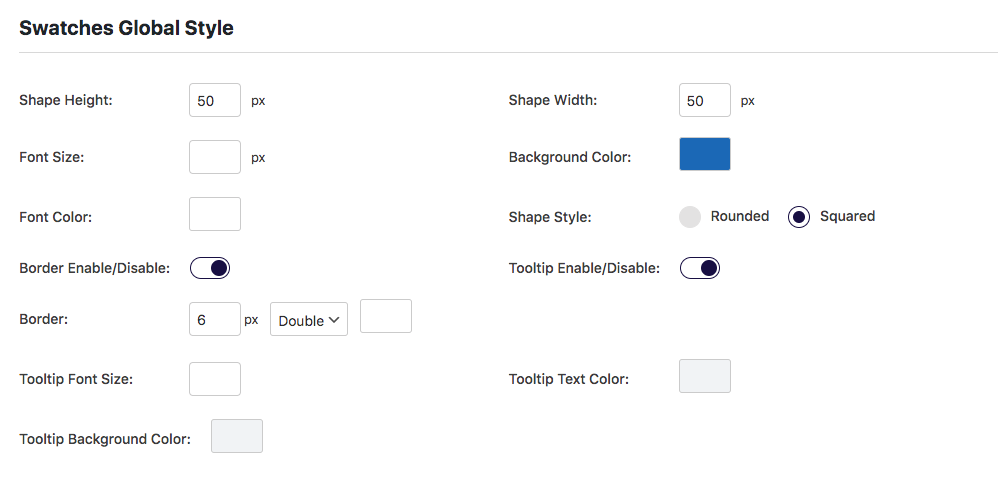 Swatches Global Style
Shape Height: 50 px Shape Width: 50 px
Font Size: px Background Color:
Font Color: Shape Style: Rounded Squared
Border Enable/Disable: Tooltip Enable/Disable:
Border: 6 px Double
Tooltip Font Size: Tooltip Text Color:
Tooltip Background Color: